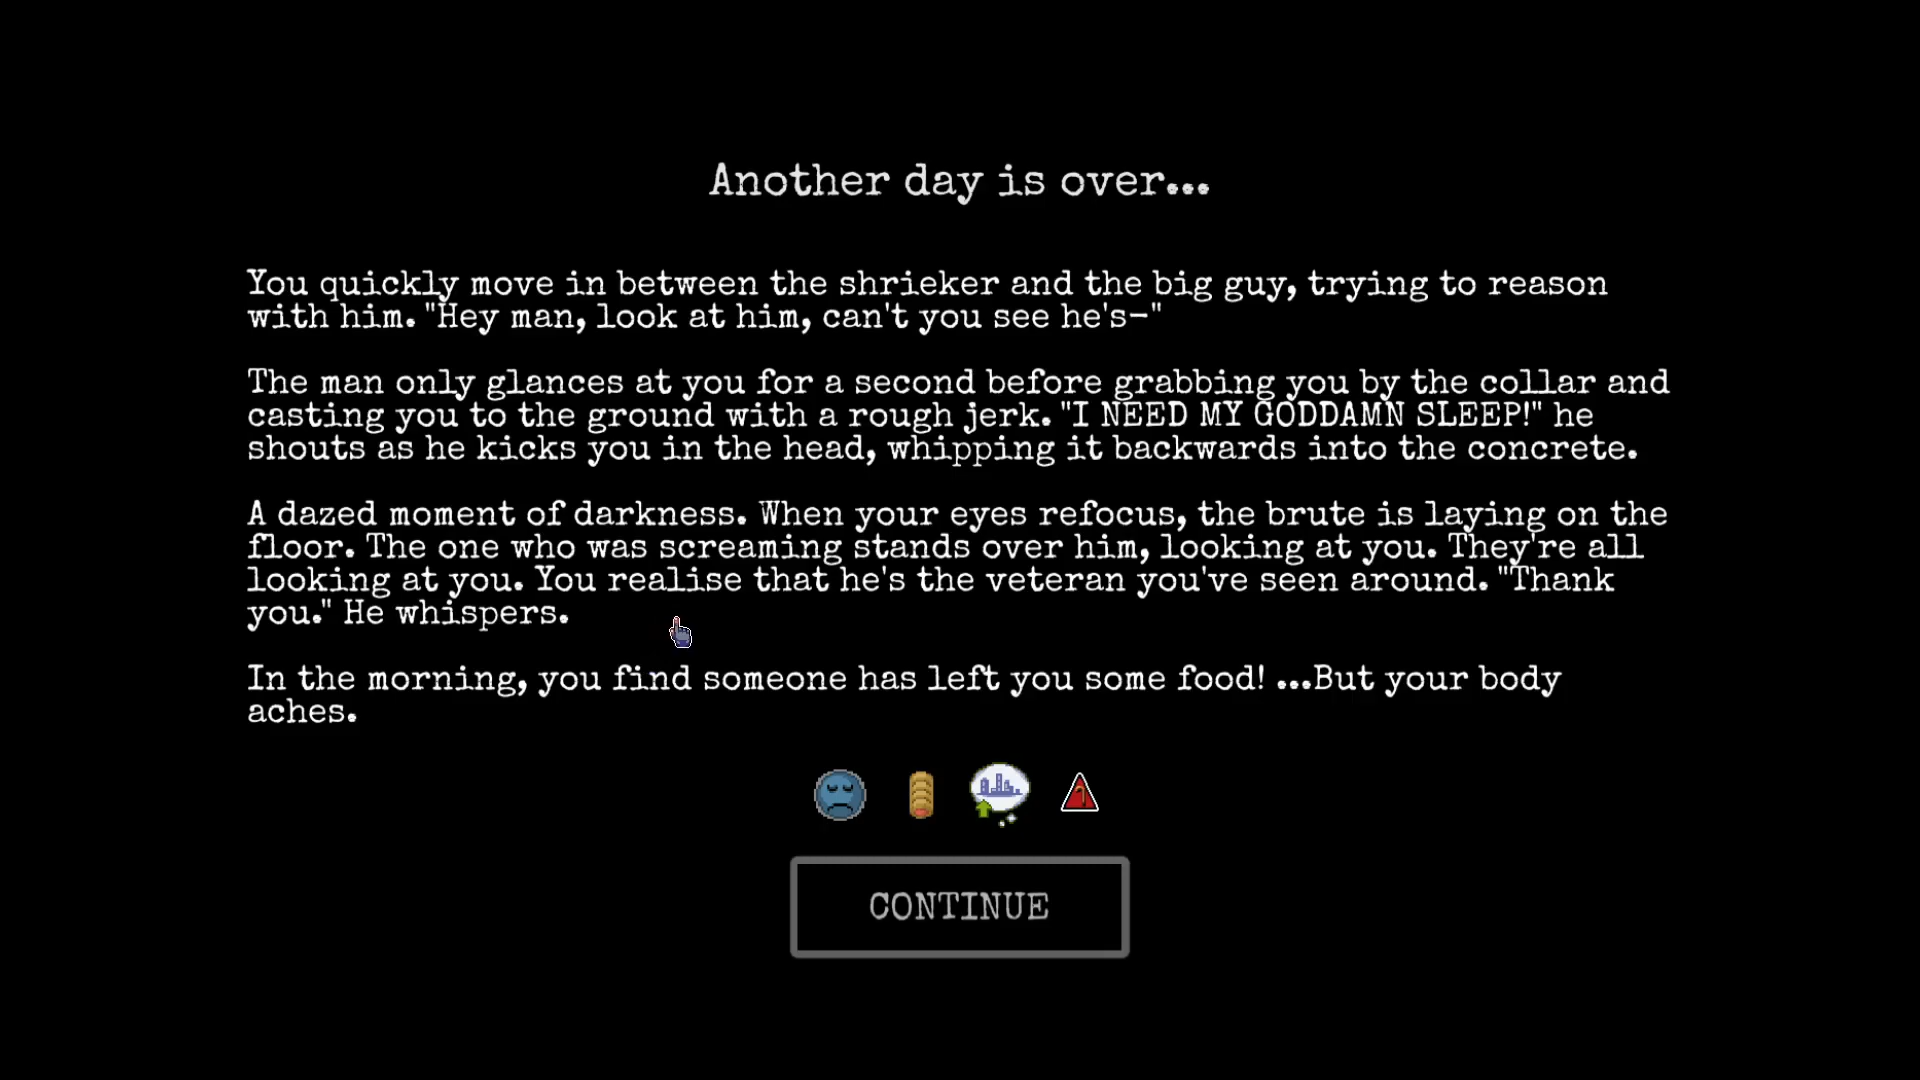 Another day is over...
You quickly move in between the shrieker and the big guy, trying to reason
with him. "Hey man, look at him, can't you see he's-"
The man only glances at you for a second before grabbing you by the collar and
casting you to the ground with a rough jerk. "I NEED MY GODDAMN SLEEP!" he
shouts as he kicks you in the head, whipping it backwards into the concrete.
A dazed moment of darkness. When your eyes refocus, the brute is laying on the
floor. The one who was screaming stands over him, looking at you. They're all
looking at you. You realise that he's the veteran you've seen around. "Thank
you." He whispers.
In the morning, you find someone has left you some food! ...But your body
aches.
CONTINUE